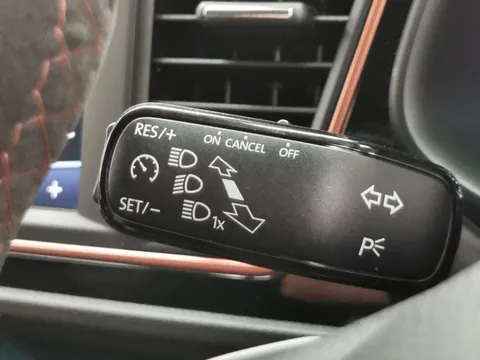 RES/+
ON CANCEL OFF
SET/-
1x
P